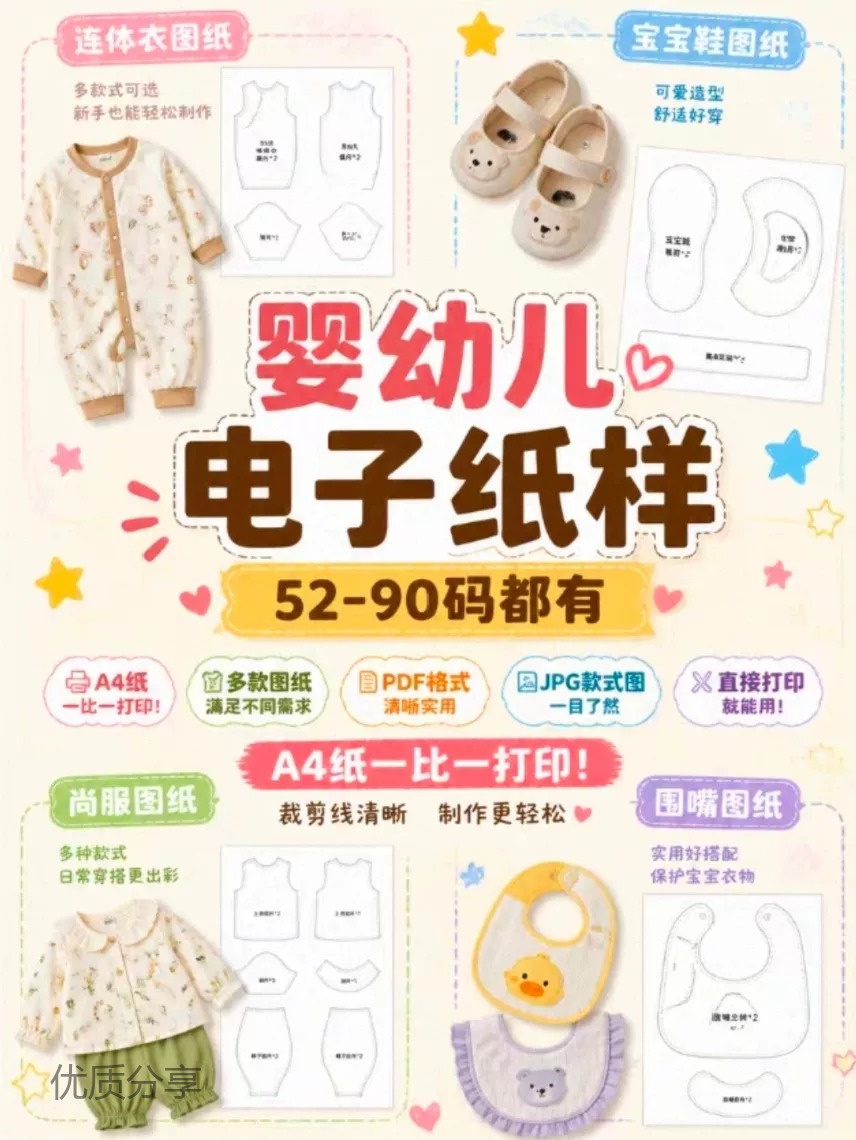 连体衣图纸
多款式可选
新手也能轻松制作
宝宝鞋图纸
可爱造型
舒适好穿
婴幼儿
电子纸样
52-90码都有
A4纸
一比一打印!
多款图纸
满足不同需求
PDF格式
清晰实用
JPG款式图
一目了然
直接打印
就能用!
A4纸一比一打印!
裁剪线清晰 制作更轻松
尚服图纸
多种款式
日常穿搭更出彩
围嘴图纸
实用好搭配
保护宝宝衣物
优质分享